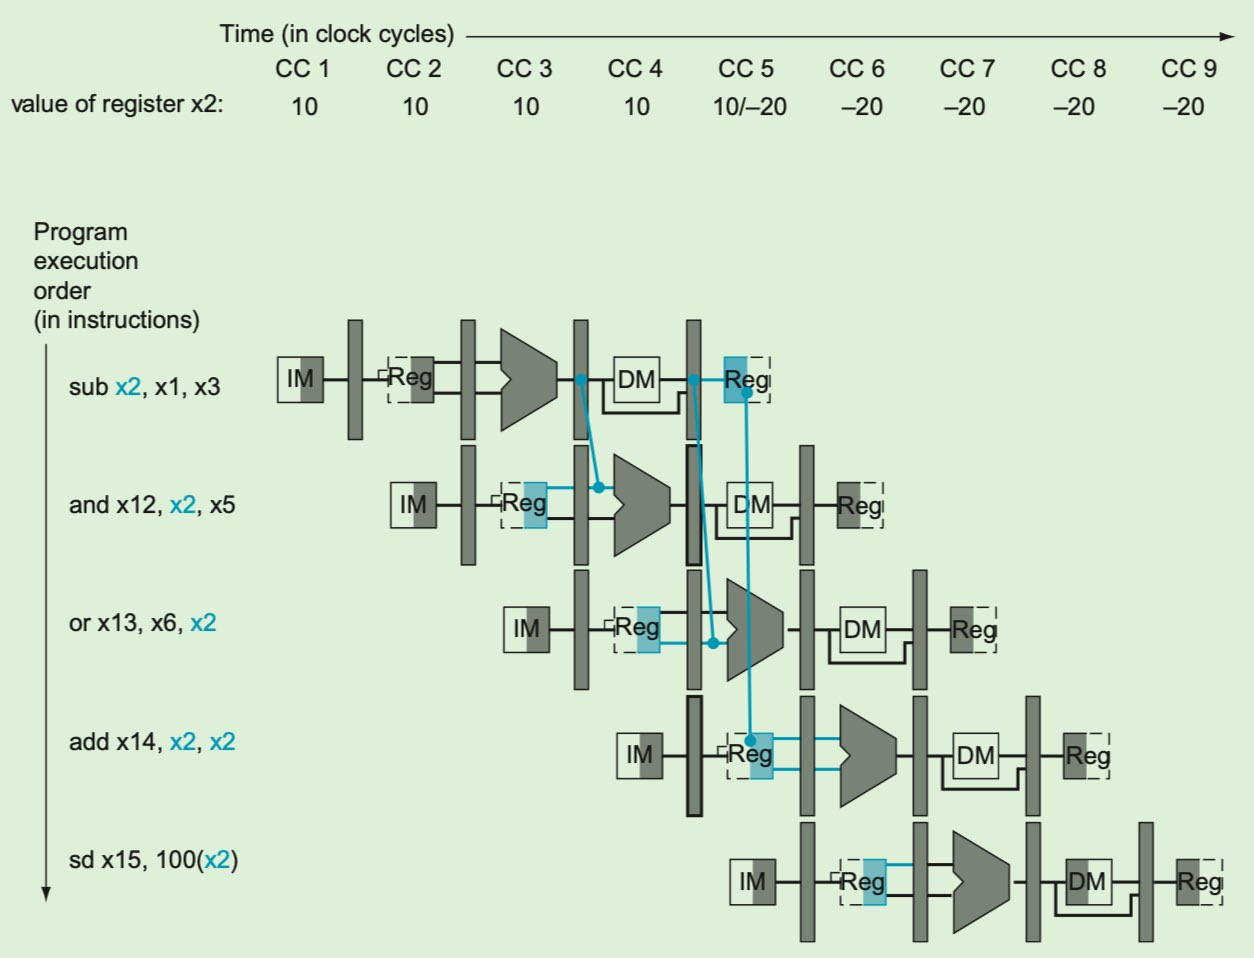 Time (in clock cycles)
CC 1 CC 2 CC 3 CC 4 CC 5 CC 6 CC 7 CC 8 CC 9
value of register x2: 10 10 10 10 10/–20 –20 –20 –20 –20
Program
execution
order
(in instructions)
sub x2, x1, x3 IM Reg DM Reg
and x12, x2, x5 IM Reg DM Reg
or x13, x6, x2 IM Reg DM Reg
add x14, x2, x2 IM Reg DM Reg
sd x15, 100(x2) IM Reg DM Reg